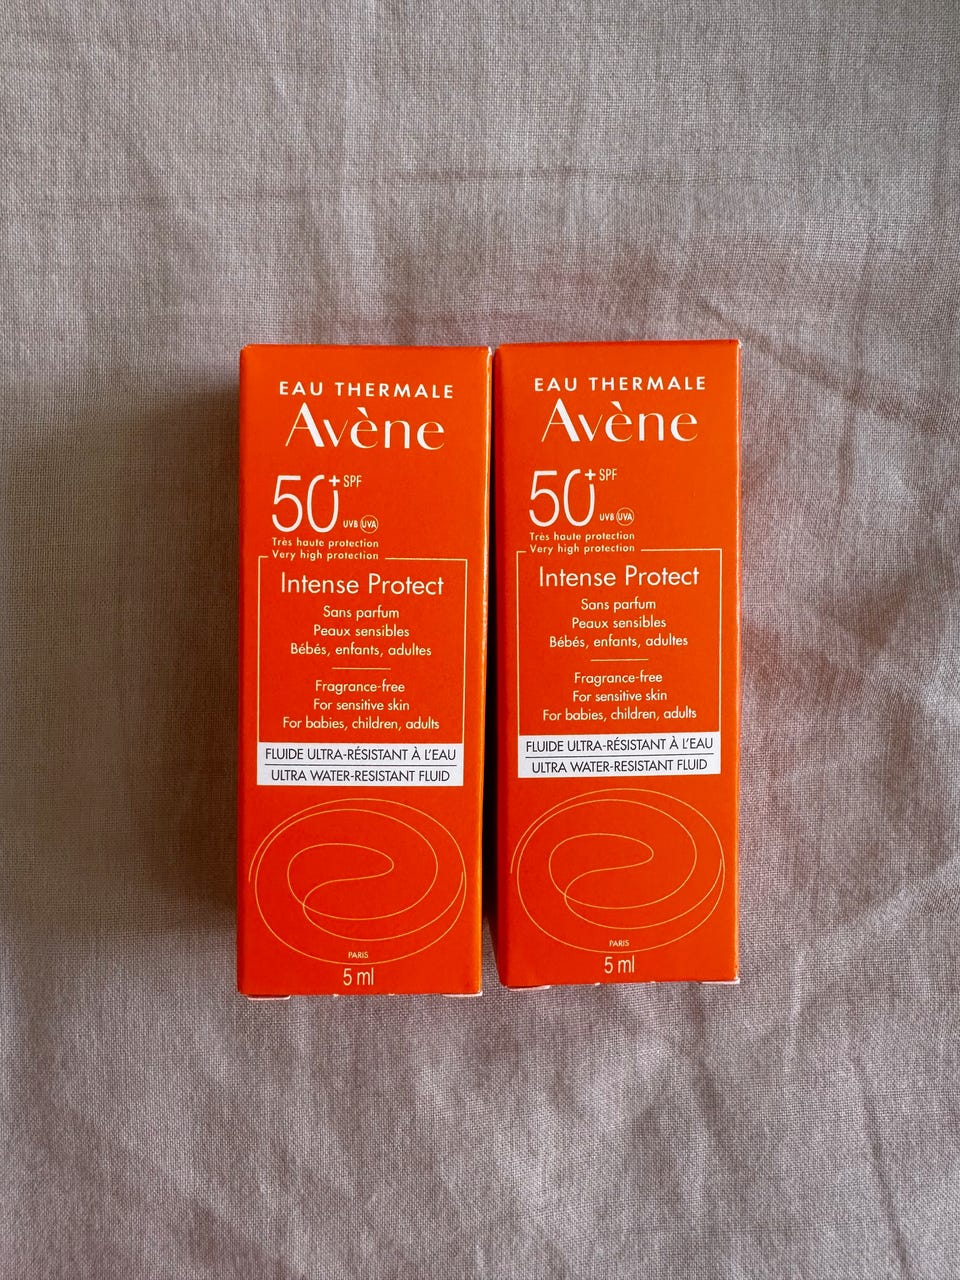 EAU THERMALE
Avène
50+ SPF
UVB UVA
Très haute protection
Very high protection
Intense Protect
Sans parfum
Peaux sensibles
Bébés, enfants, adultes
Fragrance-free
For sensitive skin
For babies, children, adults
FLUIDE ULTRA-RÉSISTANT À L'EAU
ULTRA WATER-RESISTANT FLUID
PARIS
5 ml
EAU THERMALE
Avène
50+ SPF
UVB UVA
Très haute protection
Very high protection
Intense Protect
Sans parfum
Peaux sensibles
Bébés, enfants, adultes
Fragrance-free
For sensitive skin
For babies, children, adults
FLUIDE ULTRA-RÉSISTANT À L'EAU
ULTRA WATER-RESISTANT FLUID
PARIS
5 ml